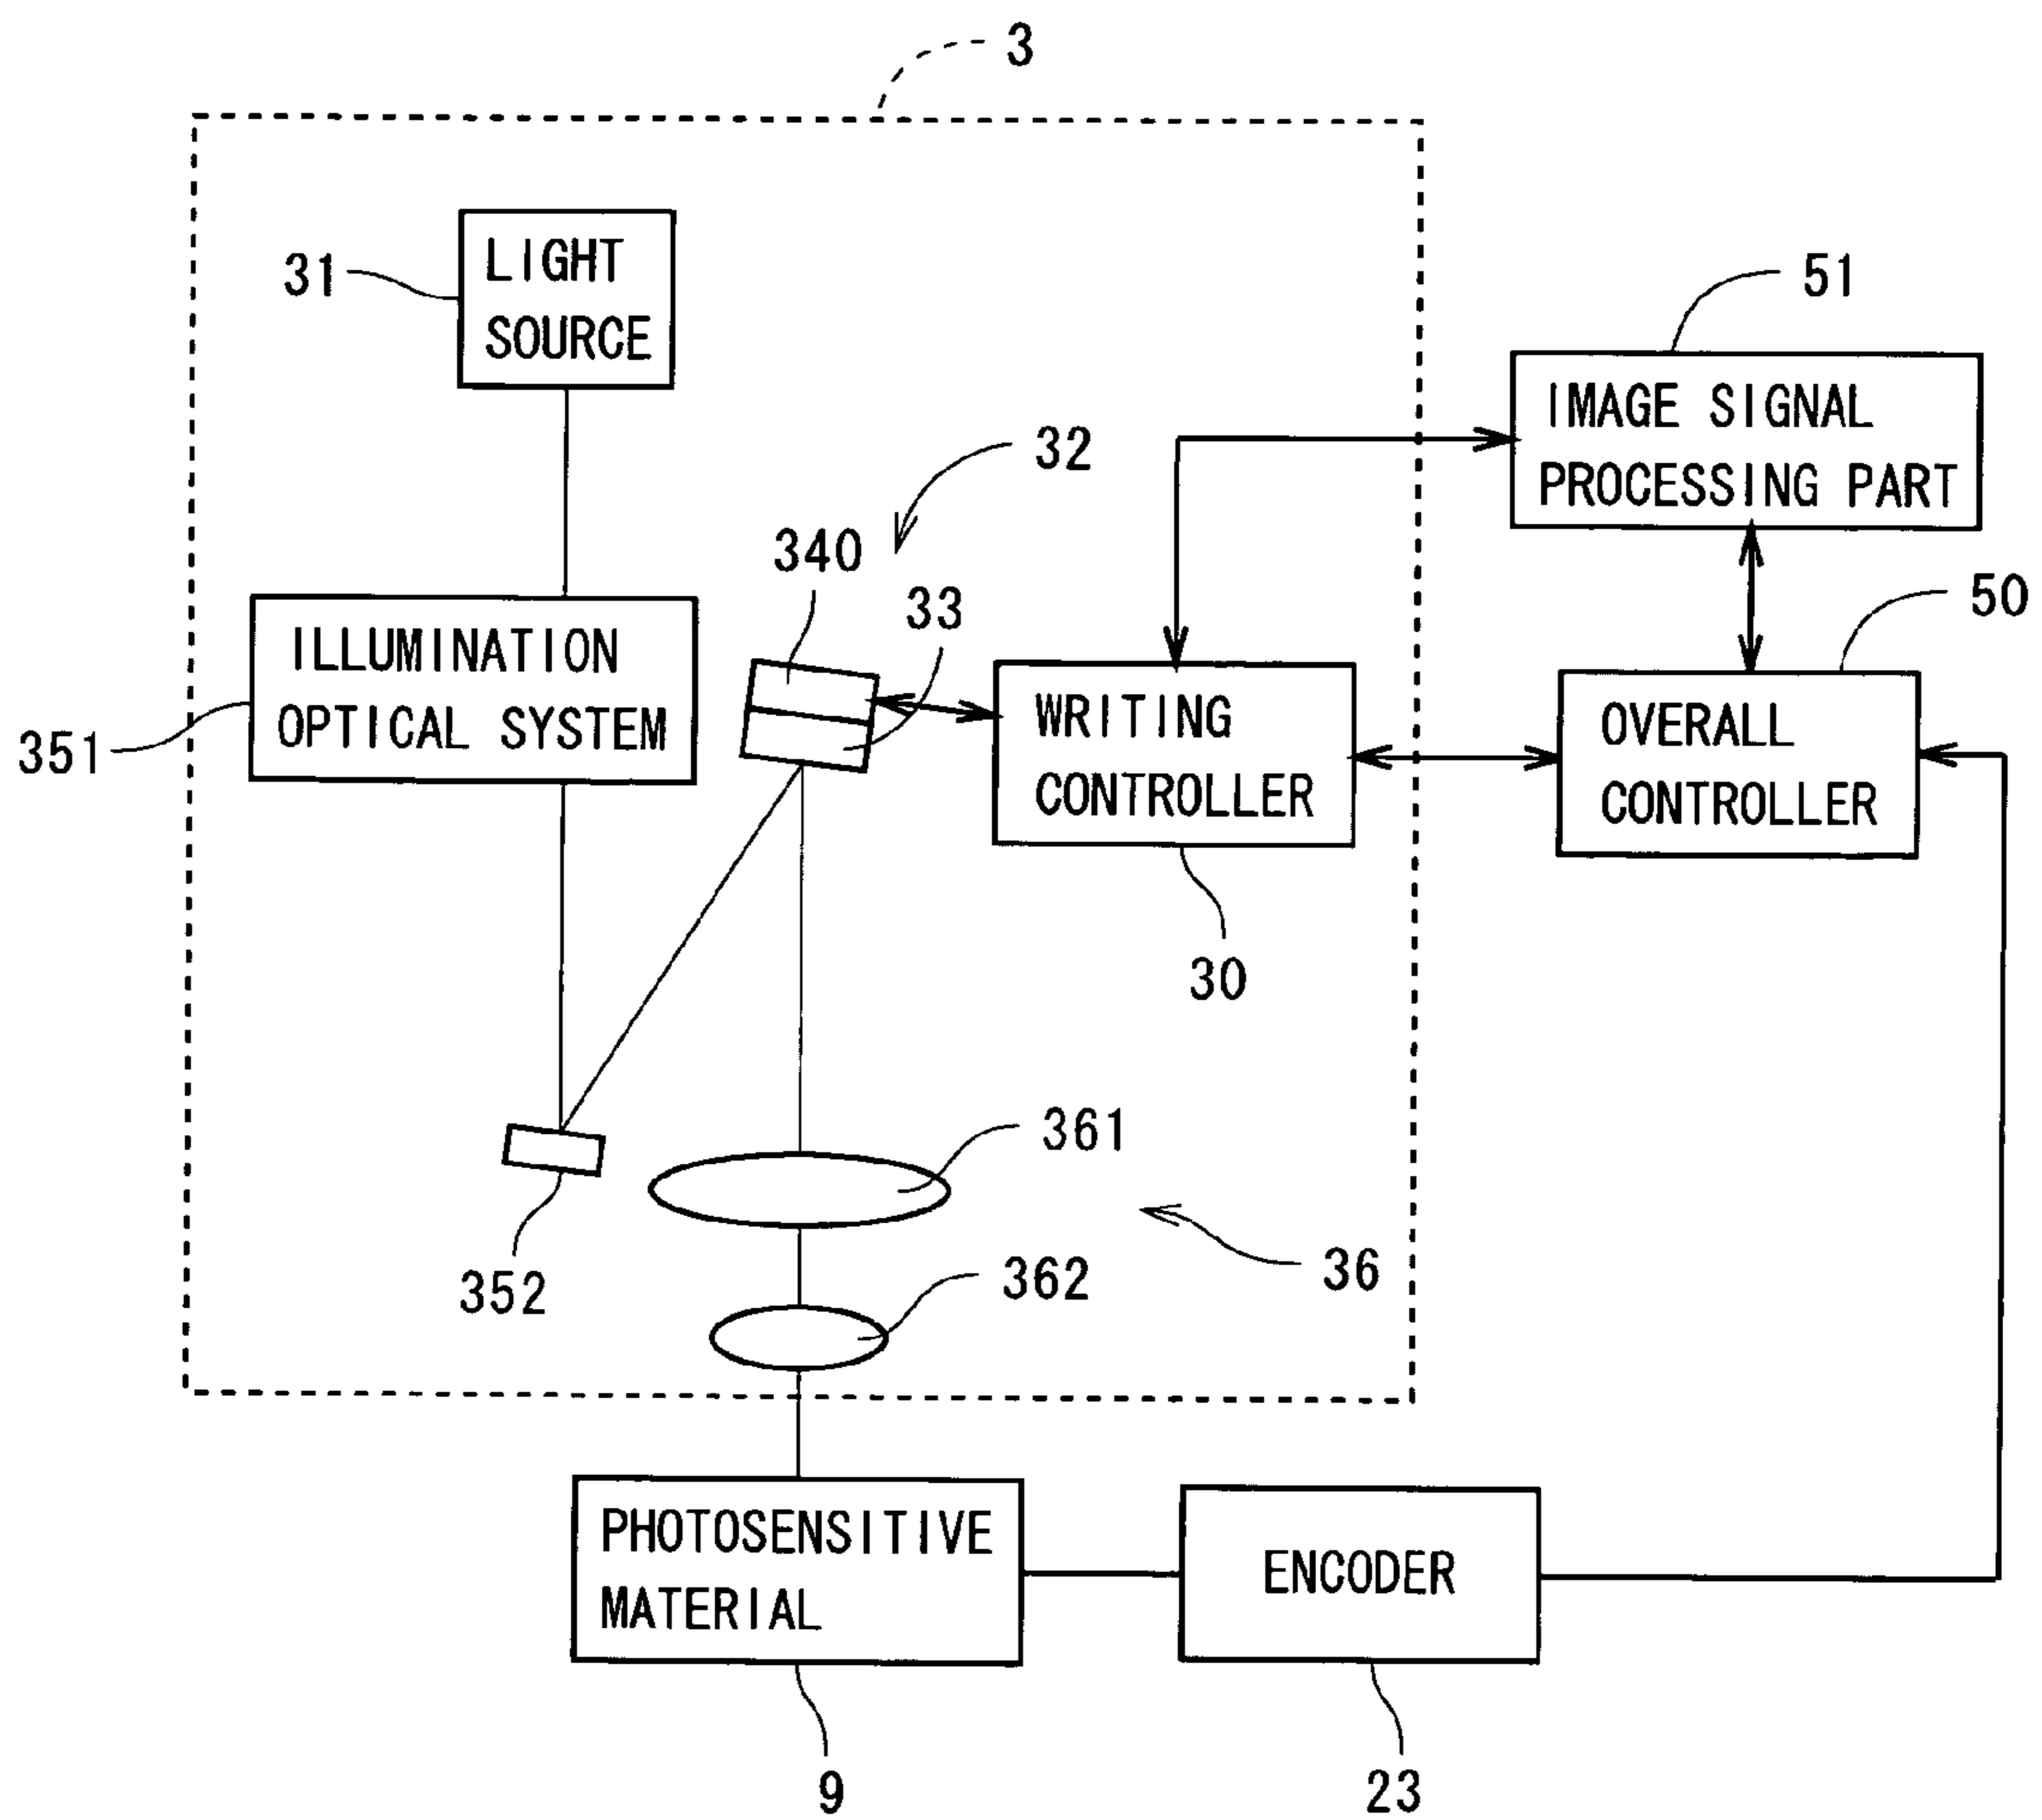 3
LIGHT
SOURCE
31
51
IMAGE SIGNAL
PROCESSING PART
32
340
33
50
ILLUMINATION
OPTICAL SYSTEM
351
WRITING
CONTROLLER
OVERALL
CONTROLLER
30
361
352
362
36
PHOTOSENSITIVE
MATERIAL
ENCODER
9
23